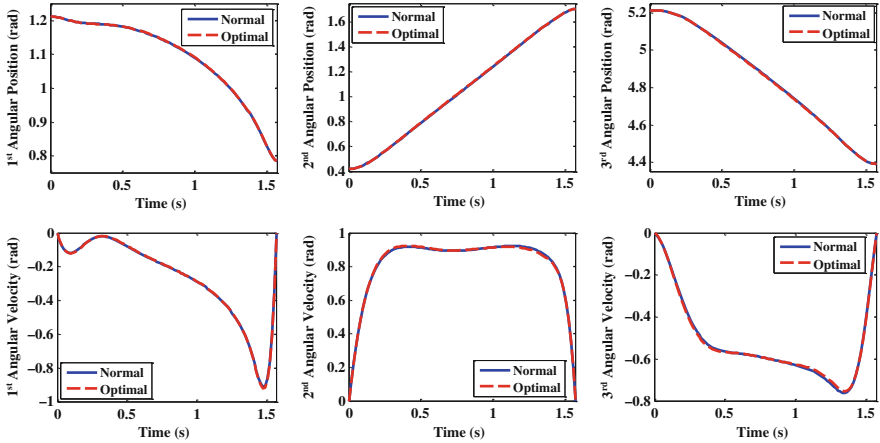 1st Angular Position (rad)
1.2
1.1
1
0.9
0.8
0
0.5
1
1.5
Time (s)
Normal
Optimal
2nd Angular Position (rad)
1.6
1.4
1.2
1
0.8
0.6
0.4
0
0.5
1
1.5
Time (s)
Normal
Optimal
3rd Angular Position (rad)
5.2
5
4.8
4.6
4.4
0
0.5
1
1.5
Time (s)
Normal
Optimal
1st Angular Velocity (rad)
0
−0.2
−0.4
−0.6
−0.8
−1
0
0.5
1
1.5
Time (s)
Normal
Optimal
2nd Angular Velocity (rad)
1
0.8
0.6
0.4
0.2
0
0
0.5
1
1.5
Time (s)
Normal
Optimal
3rd Angular Velocity (rad)
0
−0.2
−0.4
−0.6
−0.8
0
0.5
1
1.5
Time (s)
Normal
Optimal